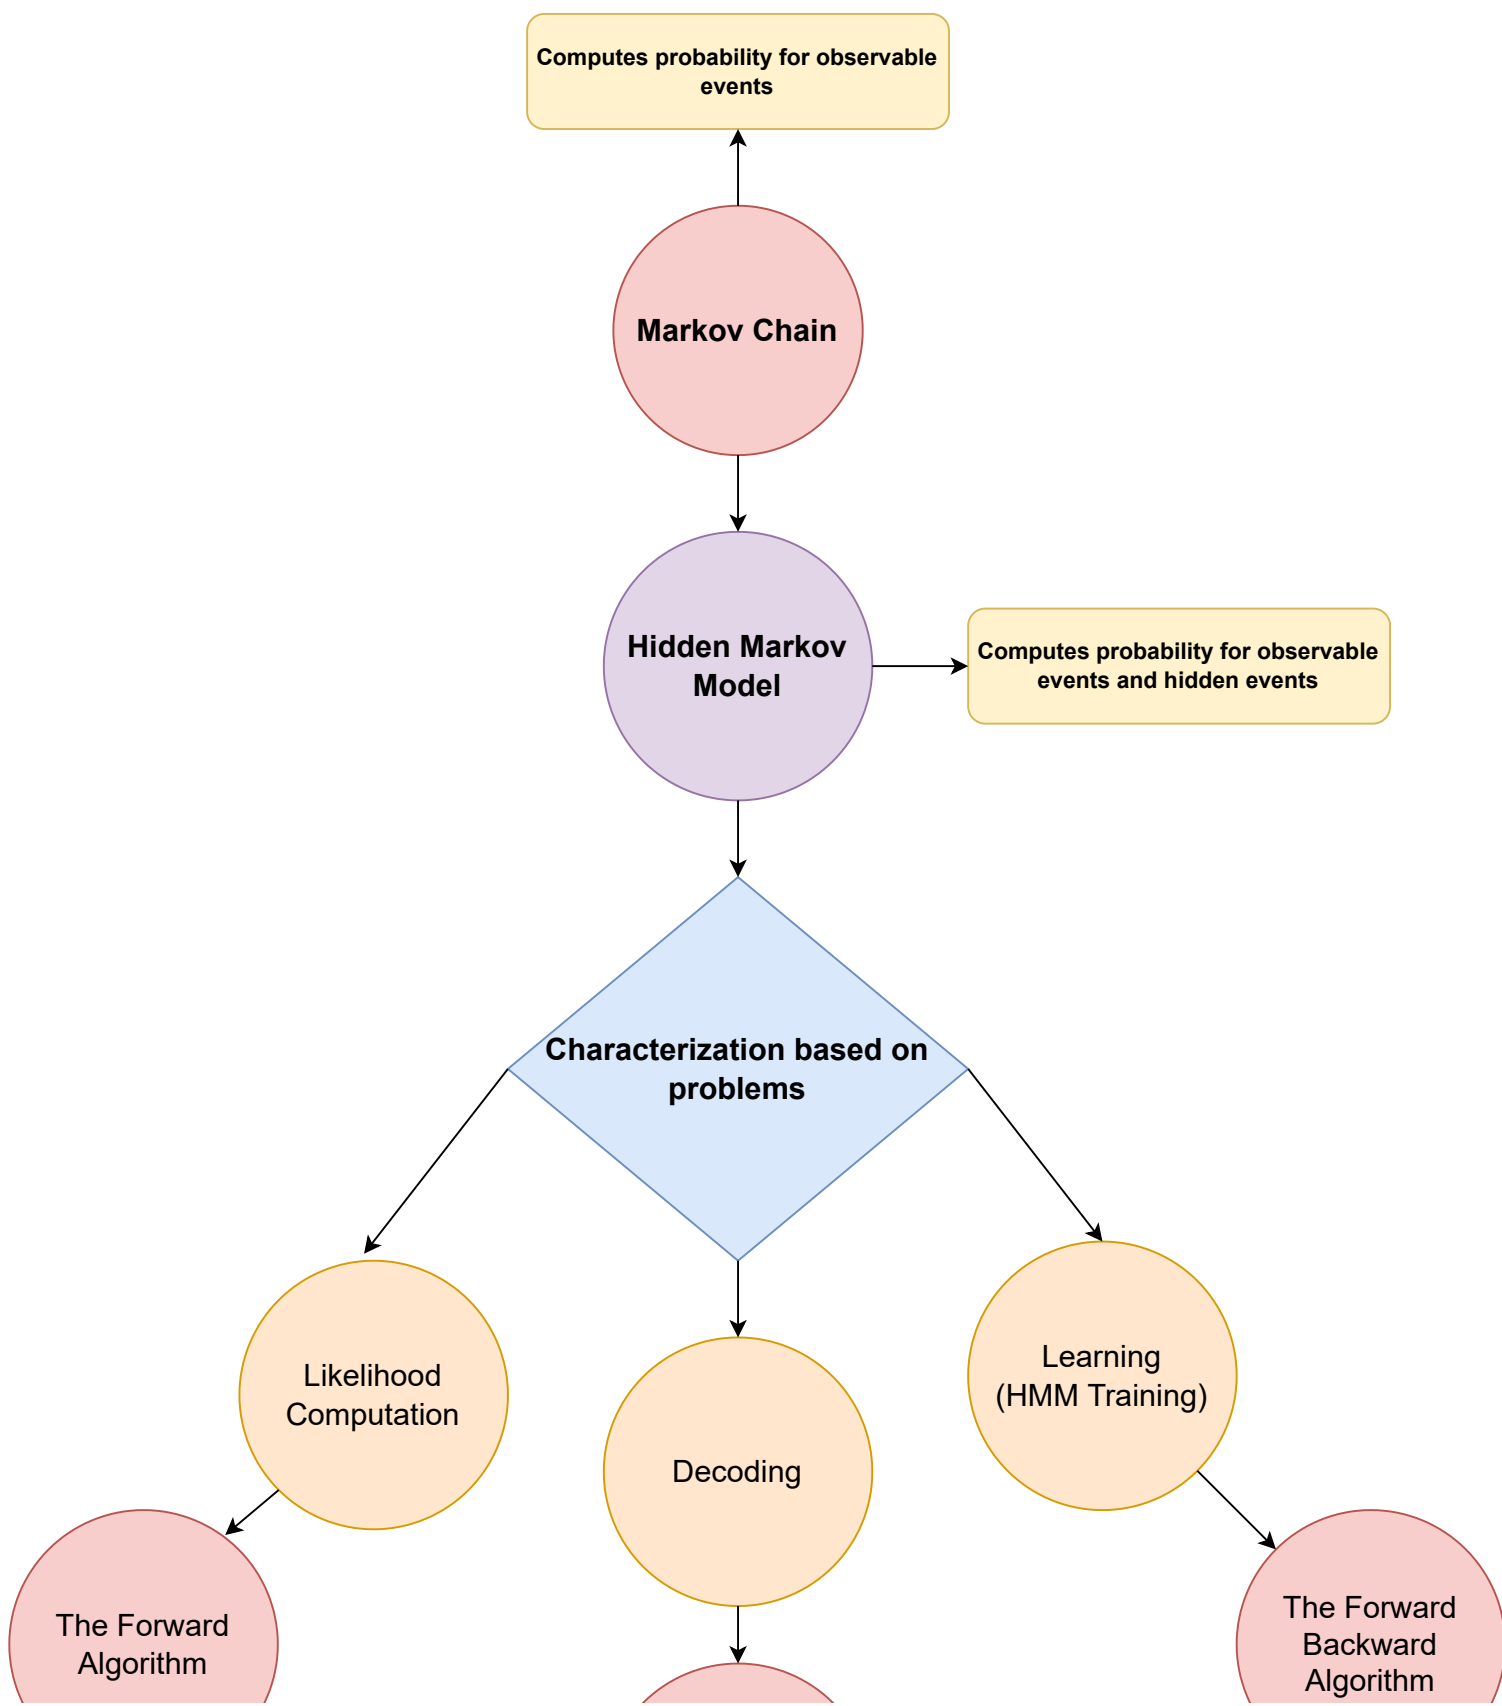 Computes probability for observable
events
Markov Chain
Hidden Markov
Model
Computes probability for observable
events and hidden events
Characterization based on
problems
Likelihood
Computation
Decoding
Learning
(HMM Training)
The Forward
Algorithm
The Forward
Backward
Algorithm